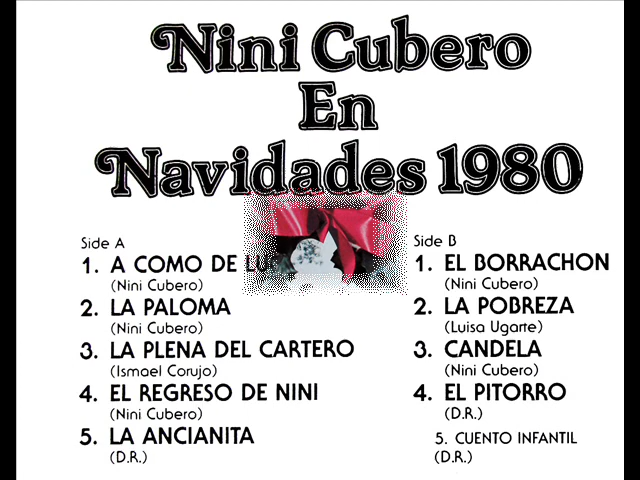 Nini Cubero
En
Navidades 1980
Side A
1. A COMO DE
(Nini Cubero)
2. LA PALOMA
(Nini Cubero)
3. LA PLENA DEL CARTERO
(Ismael Corujo)
4. EL REGRESO DE NINI
(Nini Cubero)
5. LA ANCIANITA
(D.R.)
Side B
1. EL BORRACHON
(Nini Cubero)
2. LA POBREZA
(Luisa Ugarte)
3. CANDELA
(Nini Cubero)
4. EL PITORRO
(D.R.)
5. CUENTO INFANTIL
(D.R.)